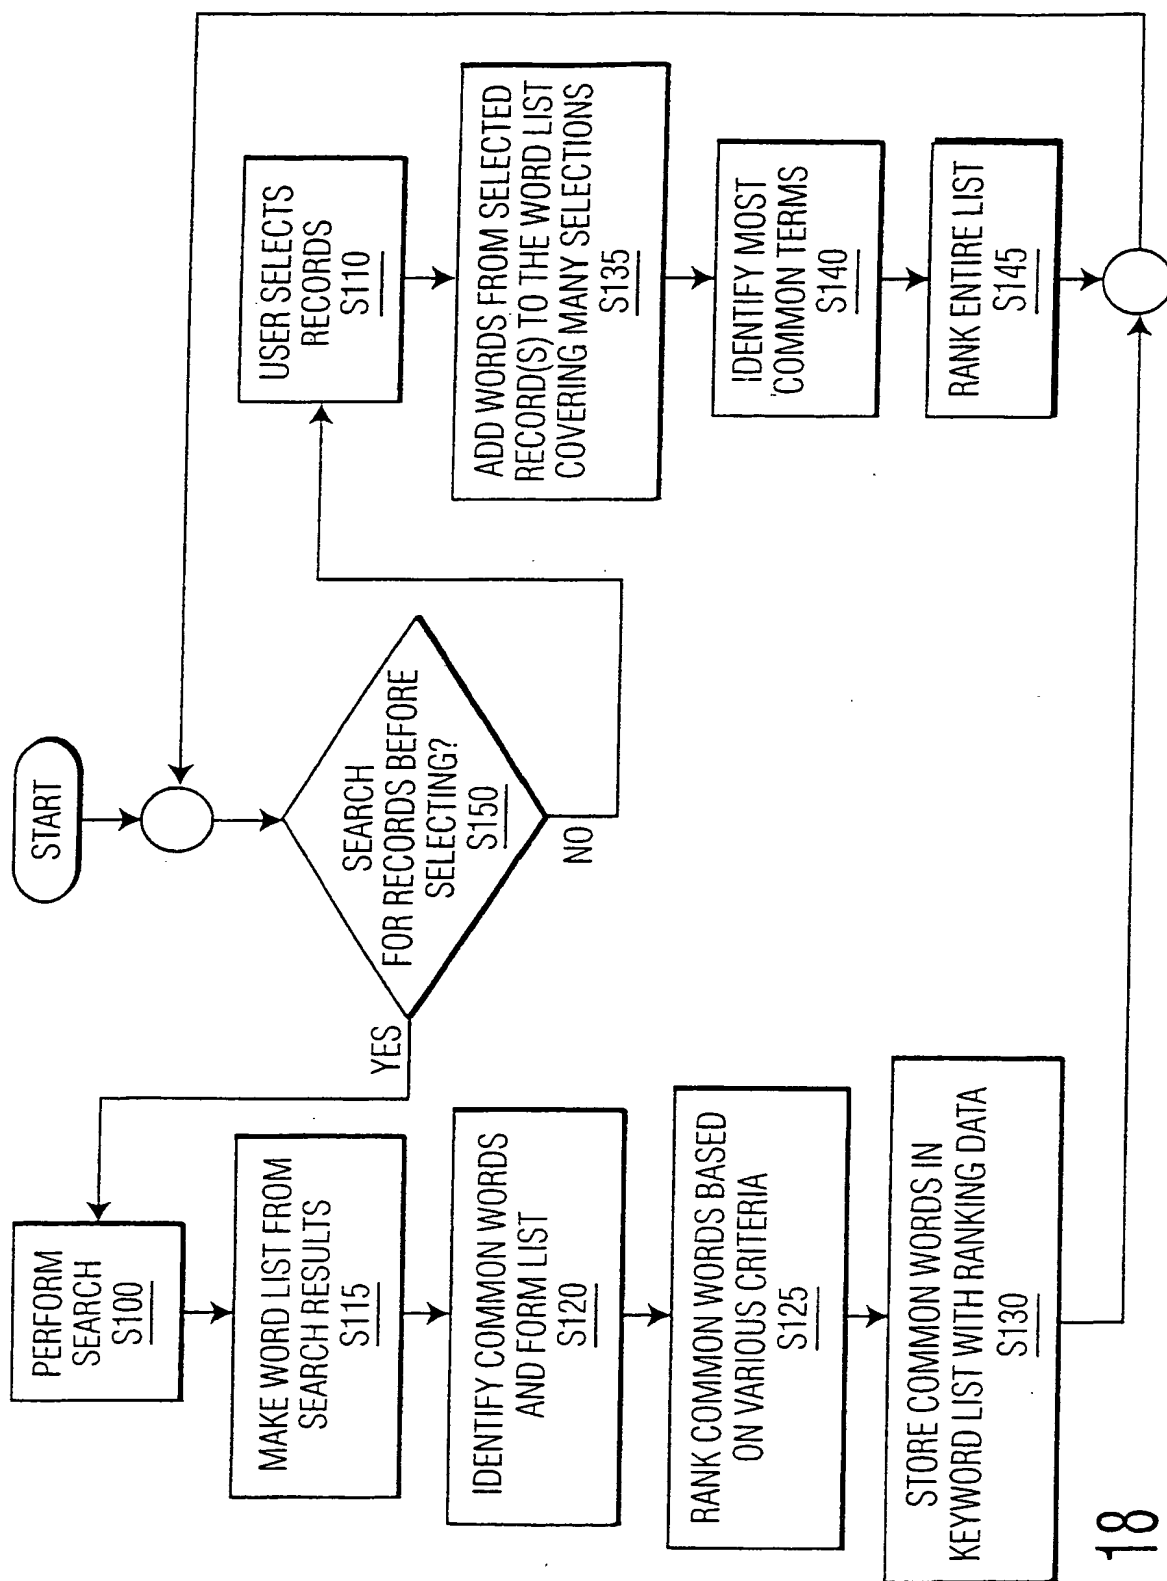 START
SEARCH
FOR RECORDS BEFORE
SELECTING?
S150
YES
NO
PERFORM
SEARCH
S100
MAKE WORD LIST FROM
SEARCH RESULTS
S115
IDENTIFY COMMON WORDS
AND FORM LIST
S120
RANK COMMON WORDS BASED
ON VARIOUS CRITERIA
S125
STORE COMMON WORDS IN
KEYWORD LIST WITH RANKING DATA
S130
USER SELECTS
RECORDS
S110
ADD WORDS FROM SELECTED
RECORD(S) TO THE WORD LIST
COVERING MANY SELECTIONS
S135
IDENTIFY MOST
COMMON TERMS
S140
RANK ENTIRE LIST
S145
18